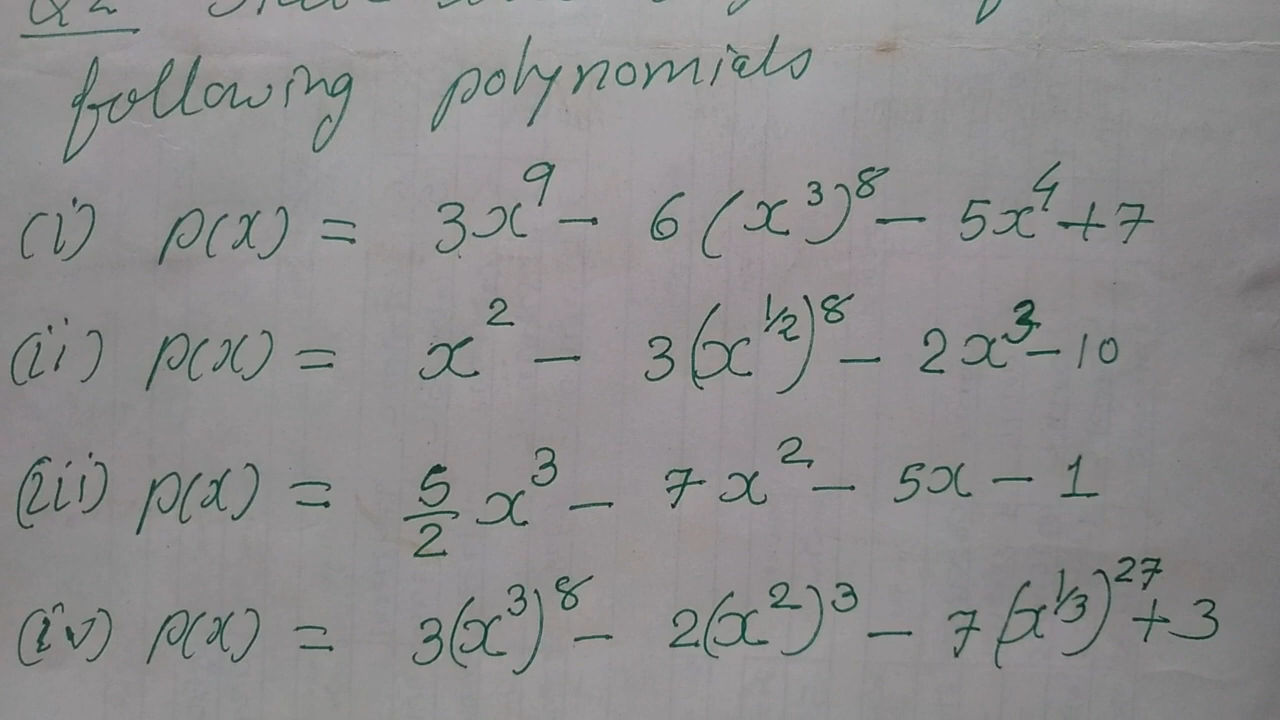 following polynomials
(i) p(x) = 3x⁹ - 6(x³)⁸ - 5x⁴ + 7
(ii) p(x) = x² - 3(x^{1/2})⁸ - 2x³ - 10
(iii) p(x) = 5/2 x³ - 7x² - 5x - 1
(iv) p(x) = 3(x³)⁸ - 2(x²)³ - 7(x^{1/3})²⁷ + 3